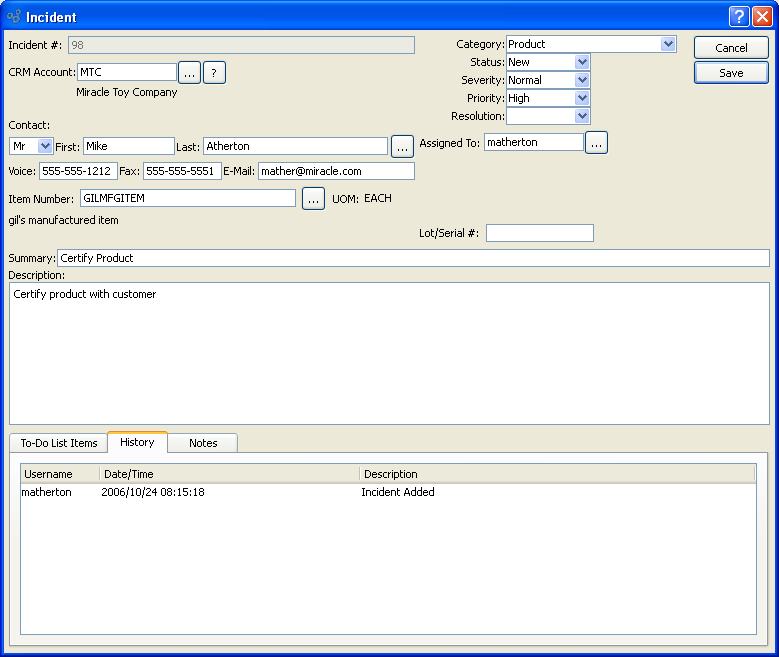 Incident
Incident #: 98
Category: Product
Cancel
CRM Account: MTC ... ?
Status: New
Save
Miracle Toy Company
Severity: Normal
Priority: High
Resolution:
Contact:
Mr First: Mike Last: Atherton ...
Assigned To: matherton ...
Voice: 555-555-1212 Fax: 555-555-5551 E-Mail: mather@miracle.com
Item Number: GILMFGITEM ... UOM: EACH
gil's manufactured item
Lot/Serial #:
Summary: Certify Product
Description:
Certify product with customer
To-Do List Items History Notes
Username Date/Time Description
matherton 2006/10/24 08:15:18 Incident Added